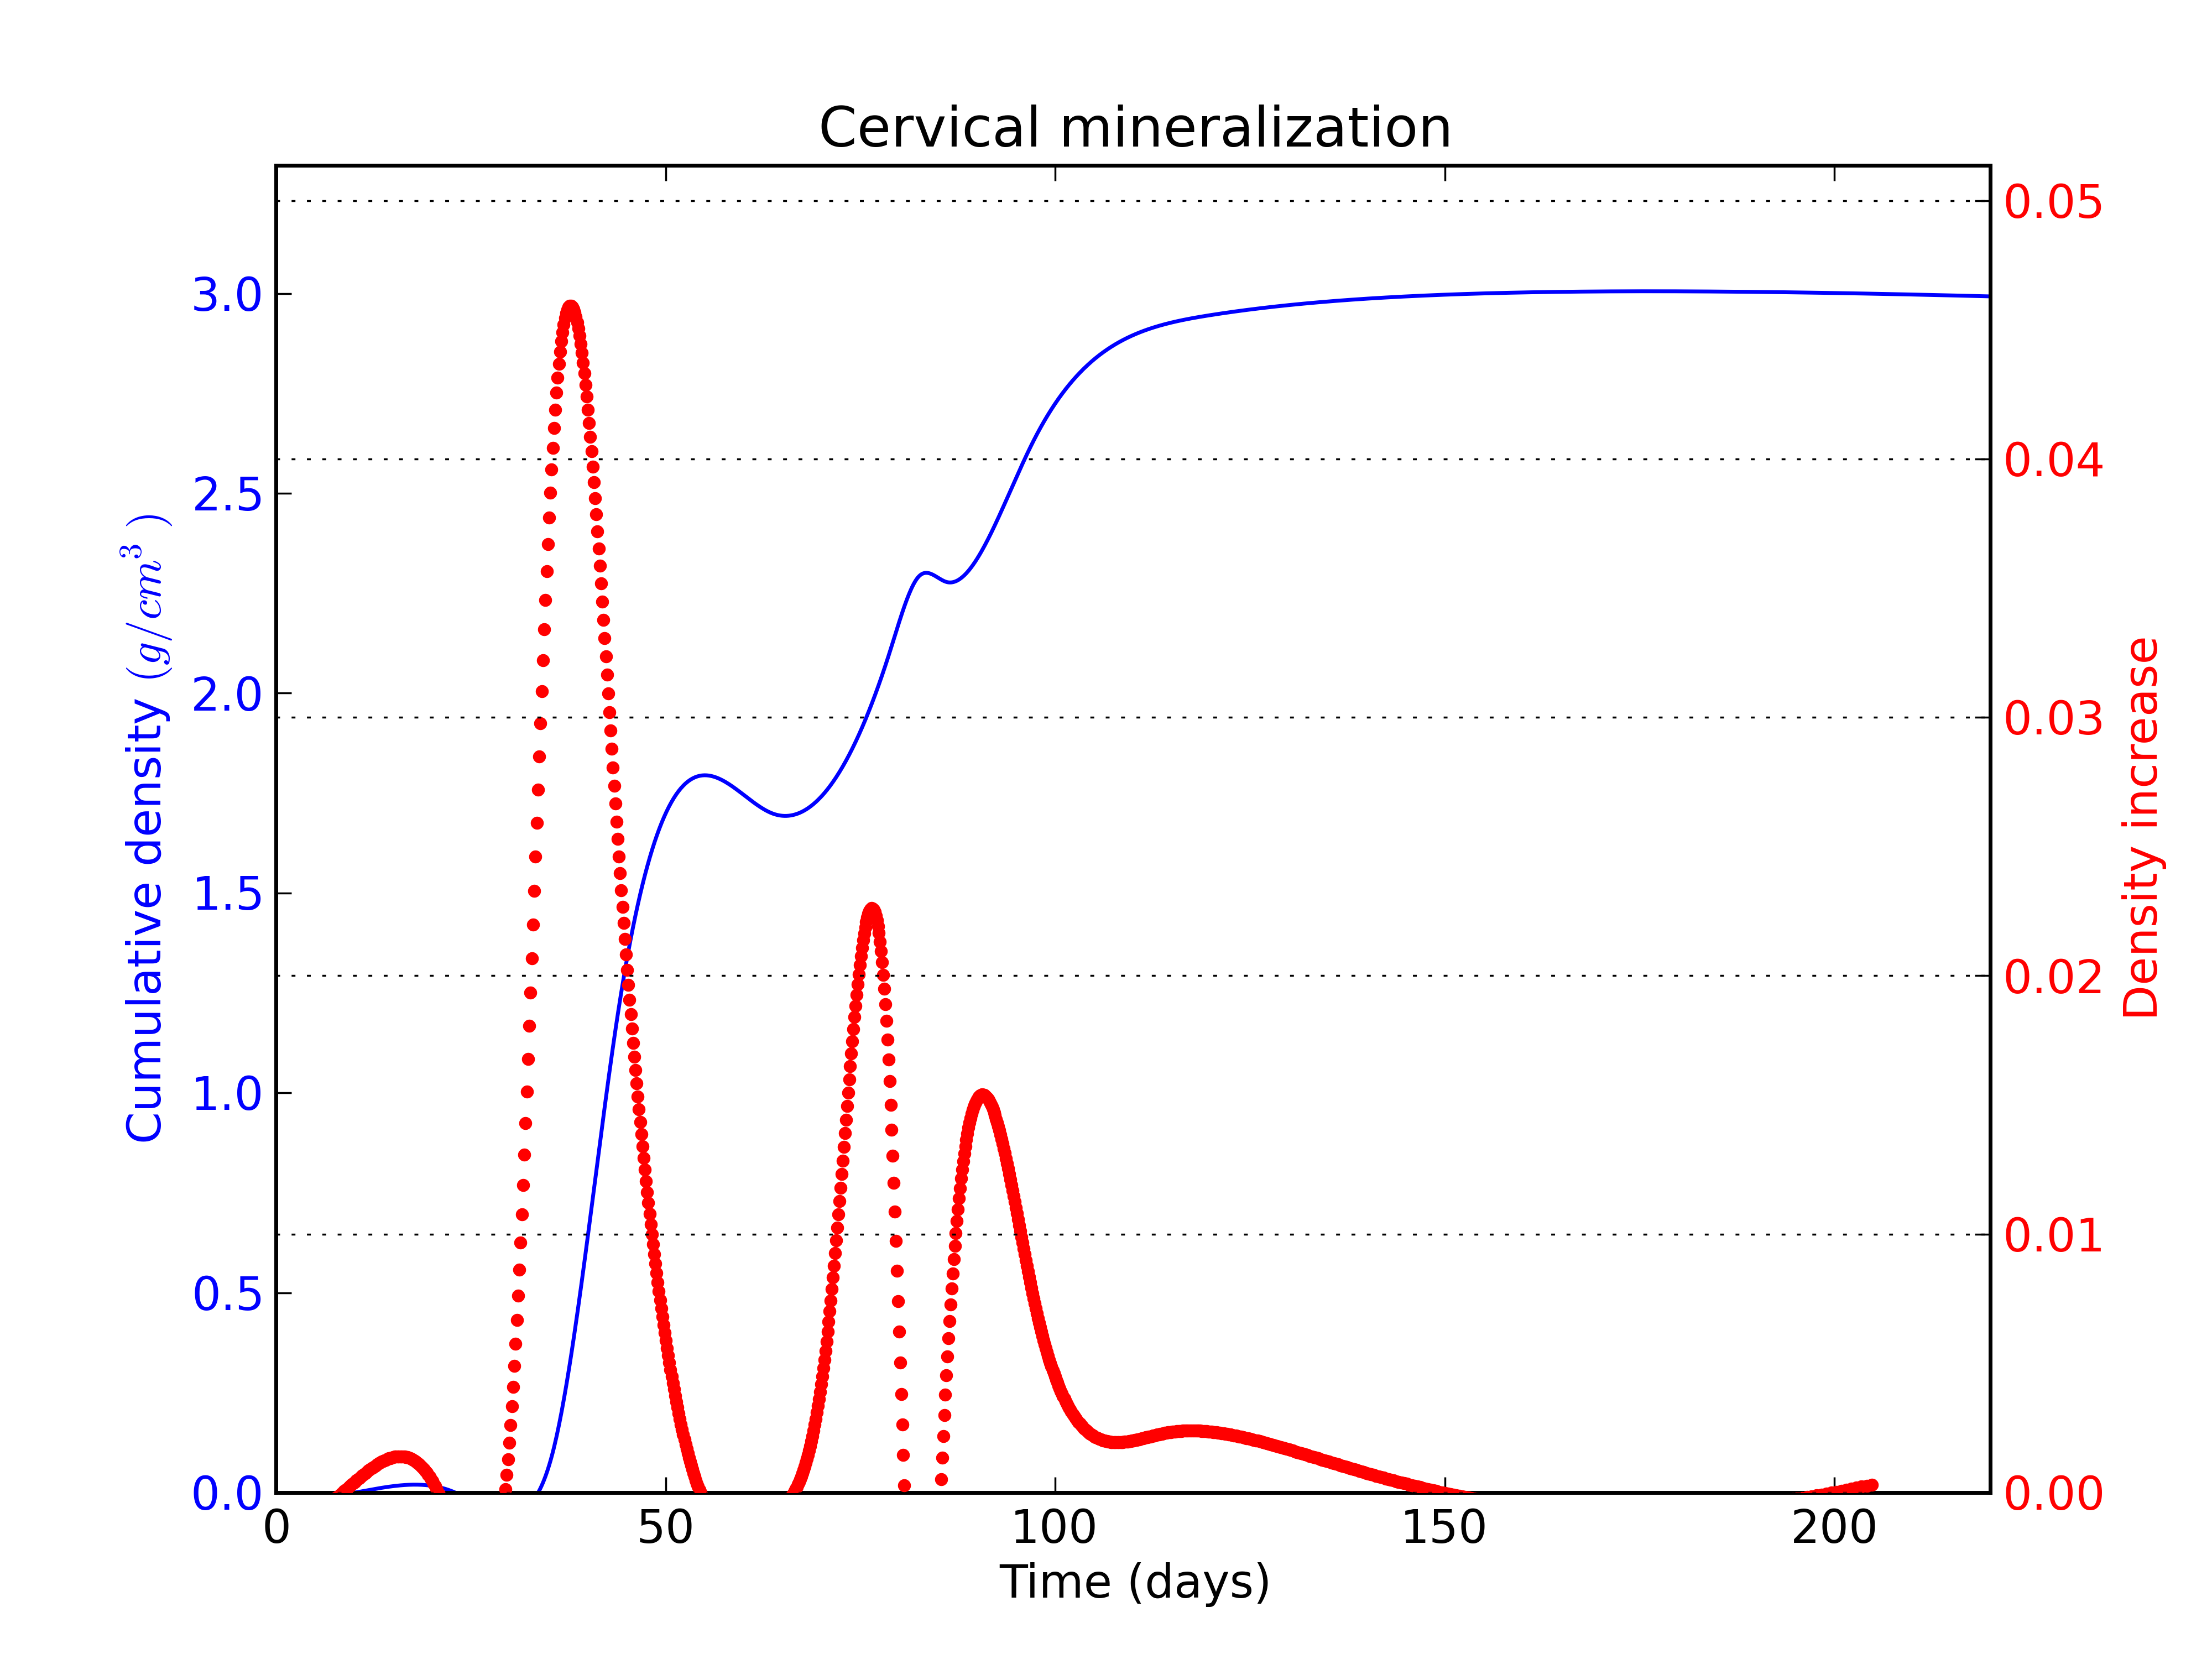 Cervical mineralization
Cumulative density (g/cm³)
3.0
2.5
2.0
1.5
1.0
0.5
0.0
0.05
0.04
0.03
0.02
0.01
0.00
Density increase
0 50 100 150 200
Time (days)